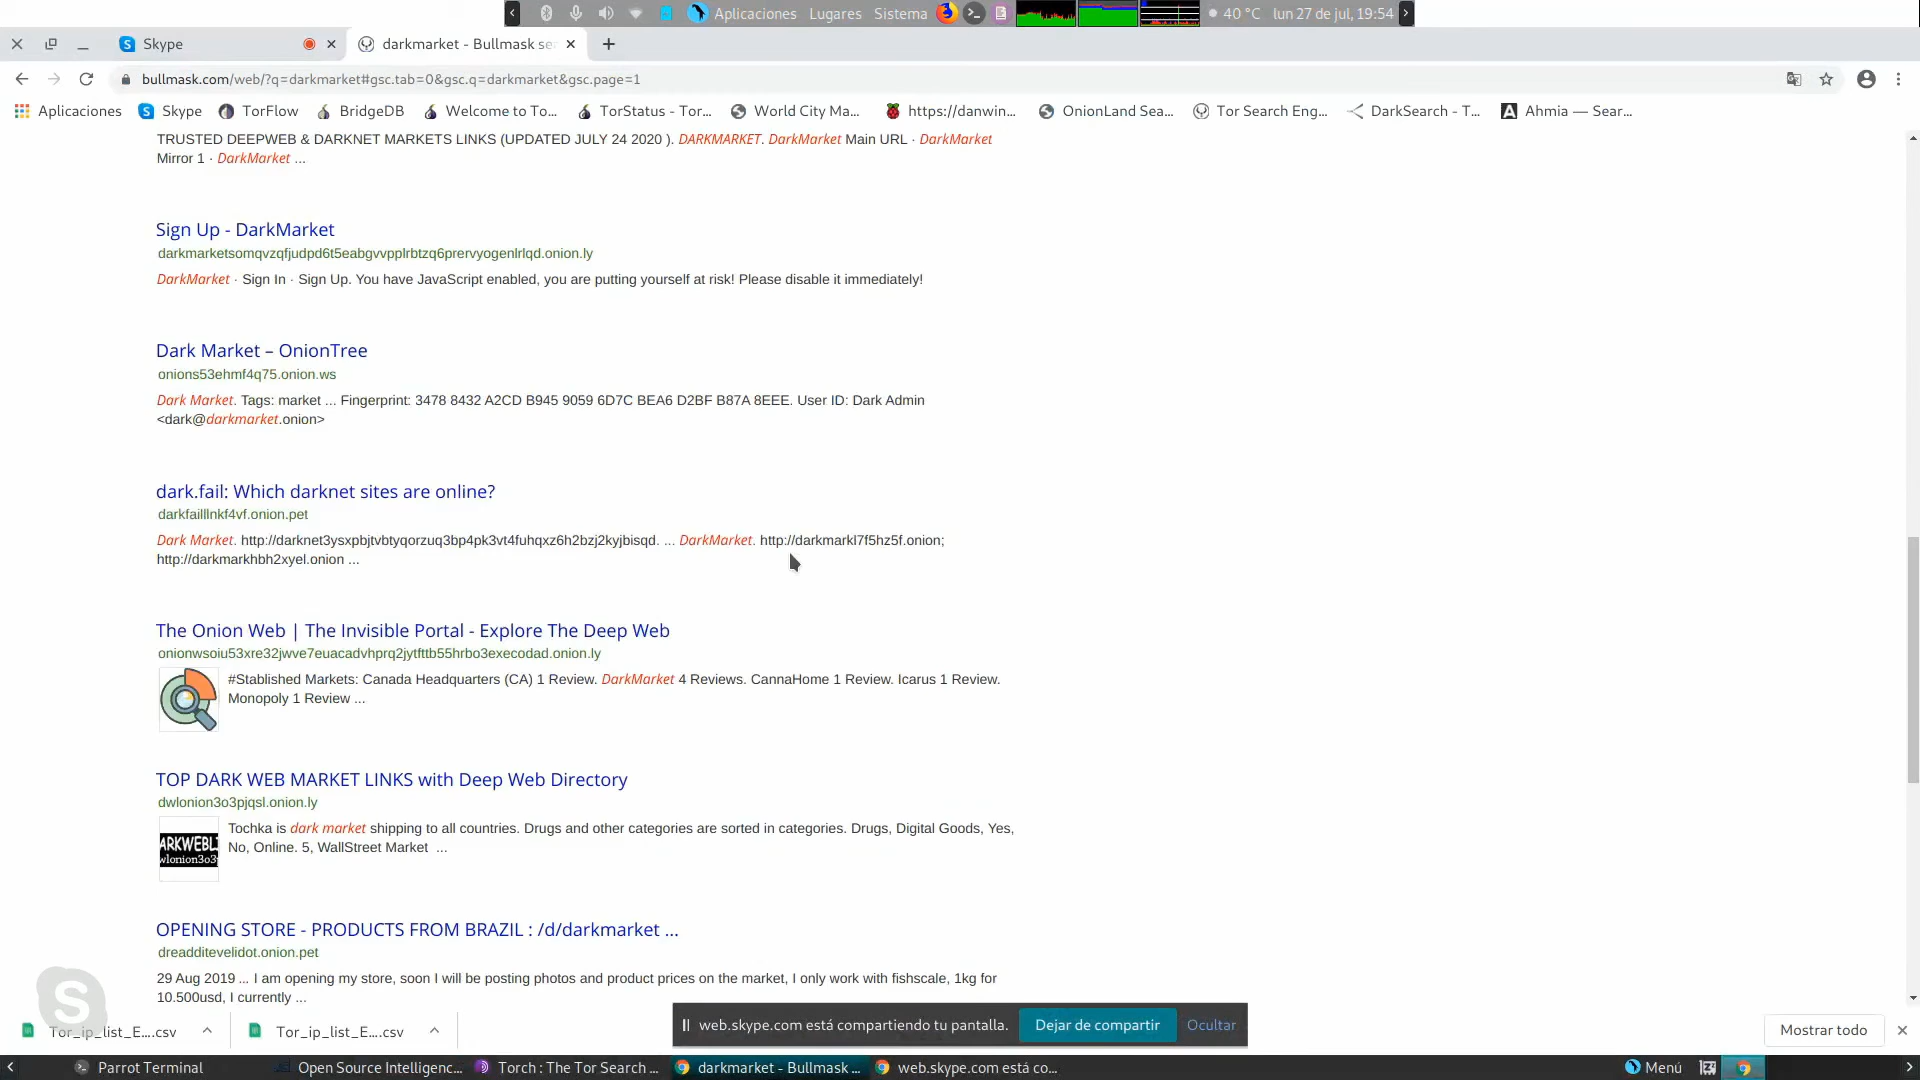 Aplicaciones Lugares Sistema 40 °C lun 27 de jul, 19:54
Skype darkmarket - Bullmask se
bullmask.com/web/?q=darkmarket#gsc.tab=0&gsc.q=darkmarket&gsc.page=1
Aplicaciones Skype TorFlow BridgeDB Welcome to To... TorStatus - Tor... World City Ma... https://danwin... OnionLand Sea... Tor Search Eng... DarkSearch - T... Ahmia — Sear...
TRUSTED DEEPWEB & DARKNET MARKETS LINKS (UPDATED JULY 24 2020 ). DARKMARKET. DarkMarket Main URL · DarkMarket
Mirror 1 · DarkMarket ...
Sign Up - DarkMarket
darkmarketsomqvzqfjudpd6t5eabgvvpplrbtzq6prervyogenlrlqd.onion.ly
DarkMarket · Sign In · Sign Up. You have JavaScript enabled, you are putting yourself at risk! Please disable it immediately!
Dark Market – OnionTree
onions53ehmf4q75.onion.ws
Dark Market. Tags: market ... Fingerprint: 3478 8432 A2CD B945 9059 6D7C BEA6 D2BF B87A 8EEE. User ID: Dark Admin
<dark@darkmarket.onion>
dark.fail: Which darknet sites are online?
darkfailllnkf4vf.onion.pet
Dark Market. http://darknet3ysxpbjtvbtyqorzuq3bp4pk3vt4fuhqxz6h2bzj2kyjbisqd. ... DarkMarket. http://darkmarkl7f5hz5f.onion;
http://darkmarkhbh2xyel.onion ...
The Onion Web | The Invisible Portal - Explore The Deep Web
onionwsoiu53xre32jwve7euacadvhprq2jytfttb55hrbo3execodad.onion.ly
#Stablished Markets: Canada Headquarters (CA) 1 Review. DarkMarket 4 Reviews. CannaHome 1 Review. Icarus 1 Review.
Monopoly 1 Review ...
TOP DARK WEB MARKET LINKS with Deep Web Directory
dwlonion3o3pjqsl.onion.ly
Tochka is dark market shipping to all countries. Drugs and other categories are sorted in categories. Drugs, Digital Goods, Yes,
No, Online. 5, WallStreet Market ...
ARKWEBL
wlonion3o3
OPENING STORE - PRODUCTS FROM BRAZIL : /d/darkmarket ...
dreadditevelidot.onion.pet
29 Aug 2019 ... I am opening my store, soon I will be posting photos and product prices on the market, I only work with fishscale, 1kg for
10.500usd, I currently ...
web.skype.com está compartiendo tu pantalla. Dejar de compartir Ocultar
Tor_ip_list_E....csv Tor_ip_list_E....csv Mostrar todo
Parrot Terminal Open Source Intelligenc... Torch : The Tor Search ... darkmarket - Bullmask ... web.skype.com está co... Menú